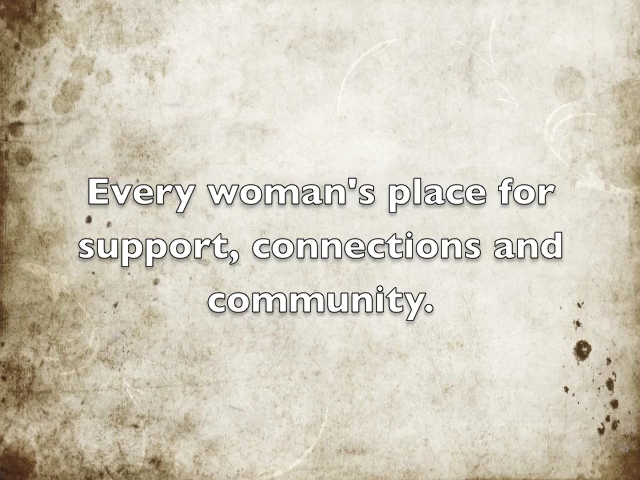 Every woman's place for
support, connections and
community.